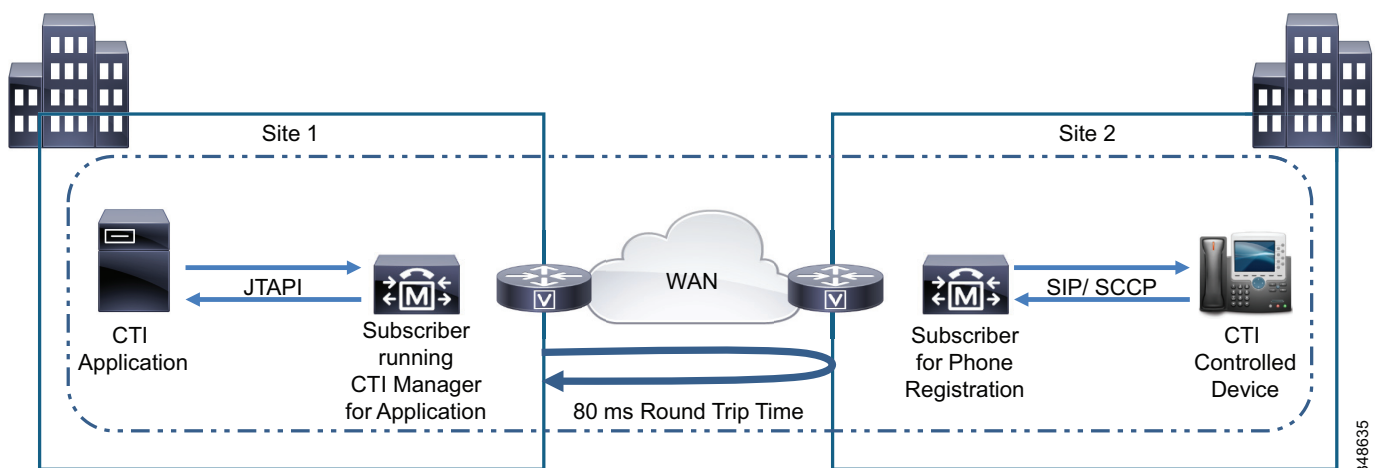 Site 1
Site 2
JTAPI
WAN
SIP/ SCCP
M
M
V
V
CTI
Application
Subscriber
running
CTI Manager
for Application
Subscriber
for Phone
Registration
CTI
Controlled
Device
80 ms Round Trip Time
348635